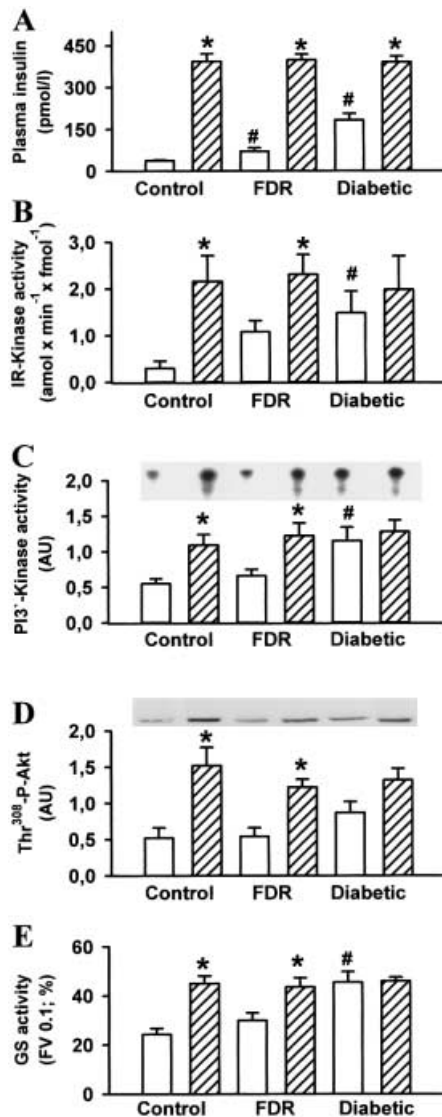 A
Plasma insulin
(pmol/l)
450
300
150
0
*
#
*
#
*
Control FDR Diabetic
B
IR-Kinase activity
(amol x min⁻¹ x fmol⁻¹)
3,0
2,0
1,0
0,0
*
*
#
Control FDR Diabetic
C
PI3`-Kinase activity
(AU)
2,0
1,5
1,0
0,5
0,0
*
*
#
Control FDR Diabetic
D
Thr³⁰⁸-P-Akt
(AU)
2,0
1,5
1,0
0,5
0,0
*
*
Control FDR Diabetic
E
GS activity
(FV 0.1; %)
60
40
20
0
*
*
#
Control FDR Diabetic